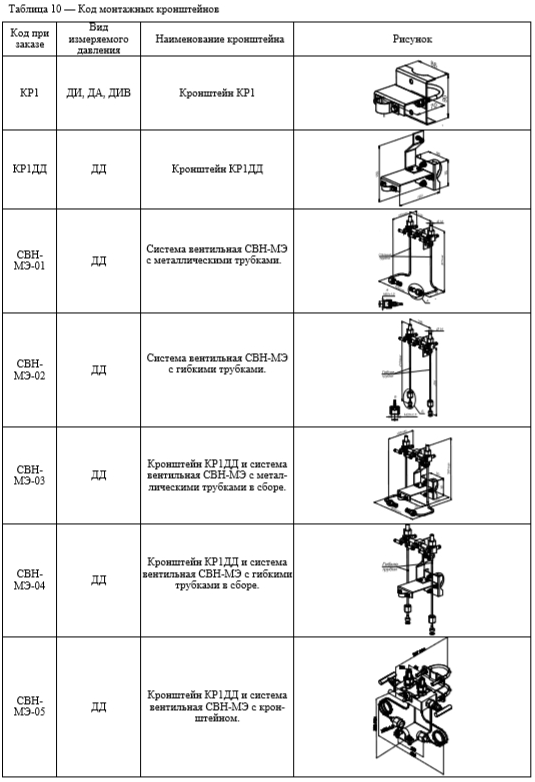 Таблица 10 — Код монтажных кронштейнов
Код при заказе
Вид измеряемого давления
Наименование кронштейна
Рисунок
КР1
ДИ, ДА, ДИВ
Кронштейн КР1
КР1ДД
ДД
Кронштейн КР1ДД
СВН-
МЭ-01
ДД
Система вентильная СВН-МЭ
с металлическими трубками.
СВН-
МЭ-02
ДД
Система вентильная СВН-МЭ
с гибкими трубками.
СВН-
МЭ-03
ДД
Кронштейн КР1ДД и система
вентильная СВН-МЭ с метал-
лическими трубками в сборе.
СВН-
МЭ-04
ДД
Кронштейн КР1ДД и система
вентильная СВН-МЭ с гибкими
трубками в сборе.
СВН-
МЭ-05
ДД
Кронштейн КР1ДД и система
вентильная СВН-МЭ с крон-
штейном.